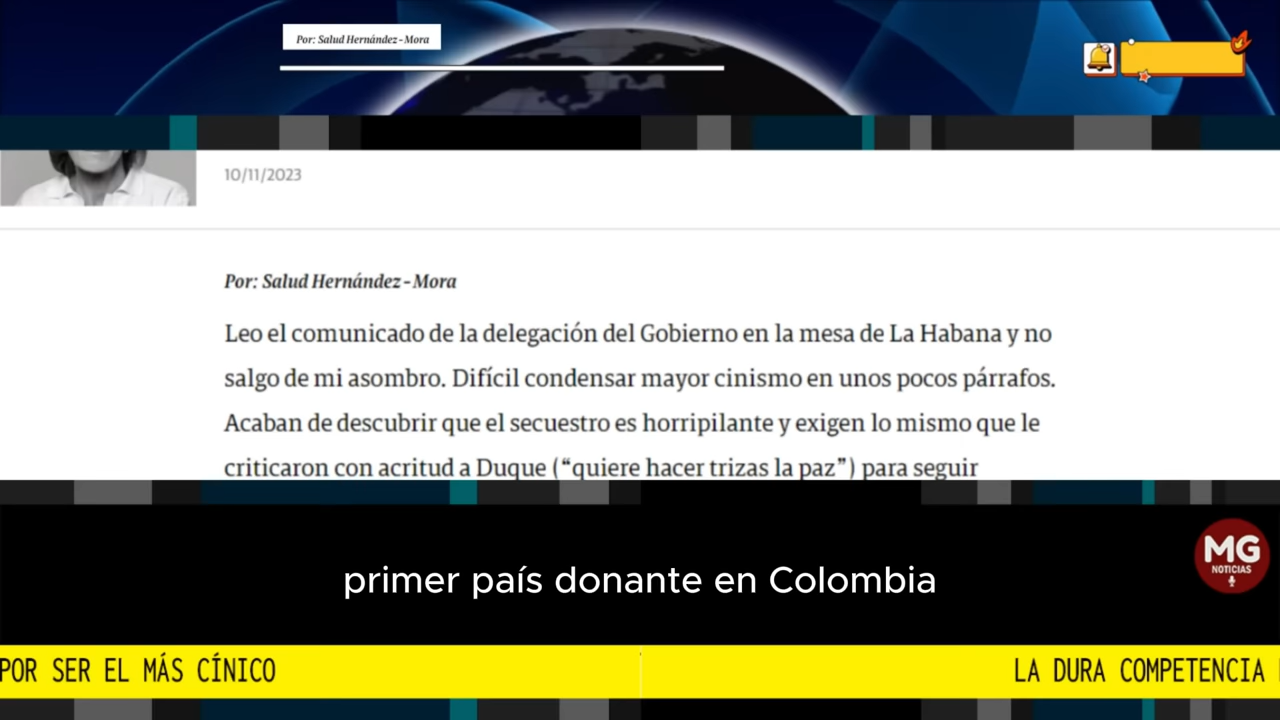 Por: Salud Hernández-Mora
10/11/2023
Por: Salud Hernández-Mora
Leo el comunicado de la delegación del Gobierno en la mesa de La Habana y no
salgo de mi asombro. Difícil condensar mayor cinismo en unos pocos párrafos.
Acaban de descubrir que el secuestro es horripilante y exigen lo mismo que le
criticaron con acritud a Duque (“quiere hacer trizas la paz”) para seguir
primer país donante en Colombia
MG
NOTICIAS
POR SER EL MÁS CÍNICO
LA DURA COMPETENCIA